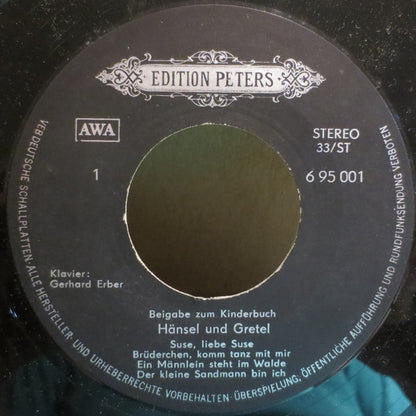 EDITION PETERS
AWA
STEREO
33/ST
1
6 95 001
Klavier:
Gerhard Erber
Beigabe zum Kinderbuch
Hänsel und Gretel
Suse, liebe Suse
Brüderchen, komm tanz mit mir
Ein Männlein steht im Walde
Der kleine Sandmann bin ich
VEB DEUTSCHE SCHALLPLATTEN·ALLE HERSTELLER- UND URHEBERRECHTE VORBEHALTEN·ÜBERSPIELUNG, ÖFFENTLICHE AUFFÜHRUNG UND RUNDFUNKSENDUNG VERBOTEN